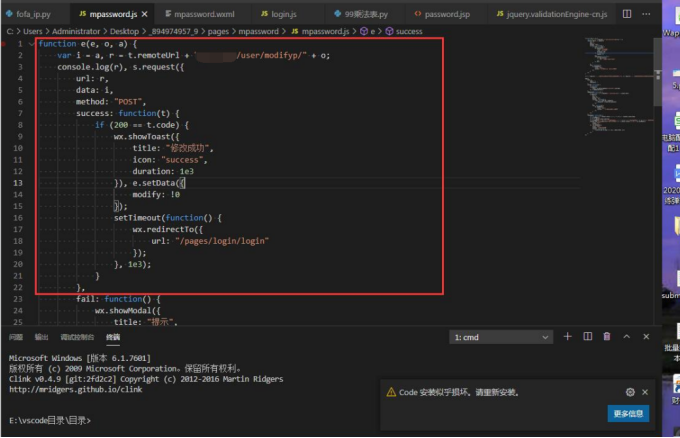 fofa_ip.py
JS mpassword.js ×
mpassword.wxml
JS login.js
99乘法表.py
password.jsp
JS jquery.validationEngine-cn.js
C: > Users > Administrator > Desktop > _894974957_9 > pages > mpassword > JS mpassword.js > e > success
1 function e(e, o, a) {
2 var i = a, r = t.remoteUrl + " /user/modifyp/" + o;
3 console.log(r), s.request({
4 url: r,
5 data: i,
6 method: "POST",
7 success: function(t) {
8 if (200 == t.code) {
9 wx.showToast({
10 title: "修改成功",
11 icon: "success",
12 duration: 1e3
13 }), e.setData({
14 modify: !0
15 });
16 setTimeout(function() {
17 wx.redirectTo({
18 url: "/pages/login/login"
19 });
20 }, 1e3);
21 }
22 },
23 fail: function() {
24 wx.showModal({
25 title: "提示",
问题 输出 调试控制台 终端
1: cmd
Microsoft Windows [版本 6.1.7601]
版权所有 (c) 2009 Microsoft Corporation。保留所有权利。
Clink v0.4.9 [git:2fd2c2] Copyright (c) 2012-2016 Martin Ridgers
http://mridgers.github.io/clink
E:\vscode目录\目录>
Code 安装似乎损坏。请重新安装。
更多信息
电脑
2020
subm
批量
本
财